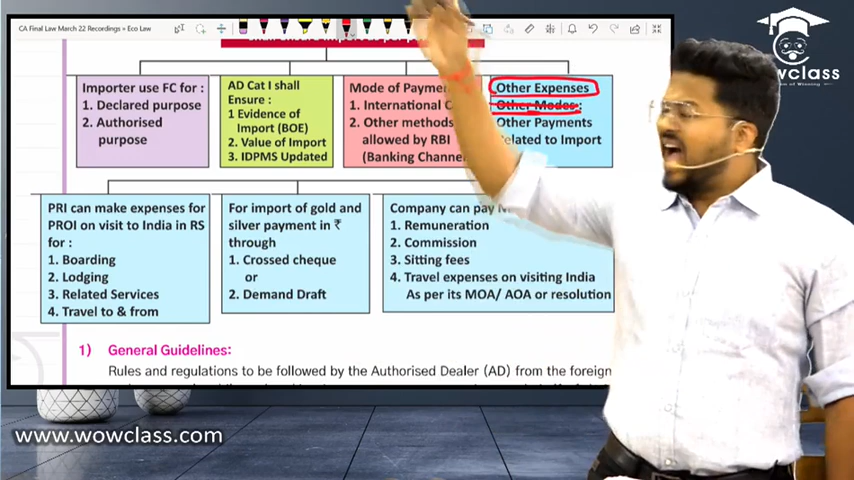 CA Final Law March 22 Recordings » Eco Law
Importer use FC for :
1. Declared purpose
2. Authorised
purpose
AD Cat I shall
Ensure :
1 Evidence of
Import (BOE)
2. Value of Import
3. IDPMS Updated
Mode of Paymen
1. International C
2. Other methods
allowed by RBI
(Banking Channel
Other Expenses
Other Modes :
Other Payments
Related to Import
PRI can make expenses for
PROI on visit to India in RS
for :
1. Boarding
2. Lodging
3. Related Services
4. Travel to & from
For import of gold and
silver payment in ₹
through
1. Crossed cheque
or
2. Demand Draft
Company can pay
1. Remuneration
2. Commission
3. Sitting fees
4. Travel expenses on visiting India
As per its MOA/ AOA or resolution
1) General Guidelines:
Rules and regulations to be followed by the Authorised Dealer (AD) from the foreign
wowclass
of Winning
www.wowclass.com